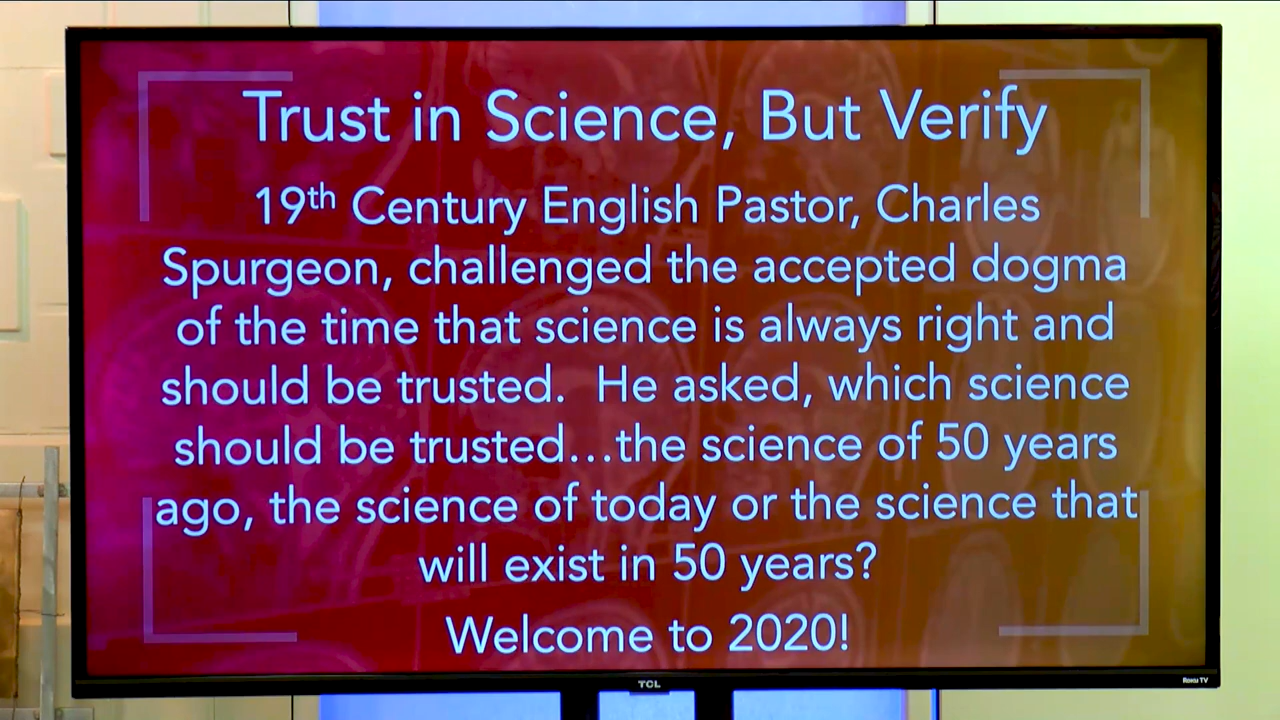 Trust in Science, But Verify
19th Century English Pastor, Charles
Spurgeon, challenged the accepted dogma
of the time that science is always right and
should be trusted.  He asked, which science
should be trusted...the science of 50 years
ago, the science of today or the science that
will exist in 50 years?
Welcome to 2020!
TCL
Roku TV